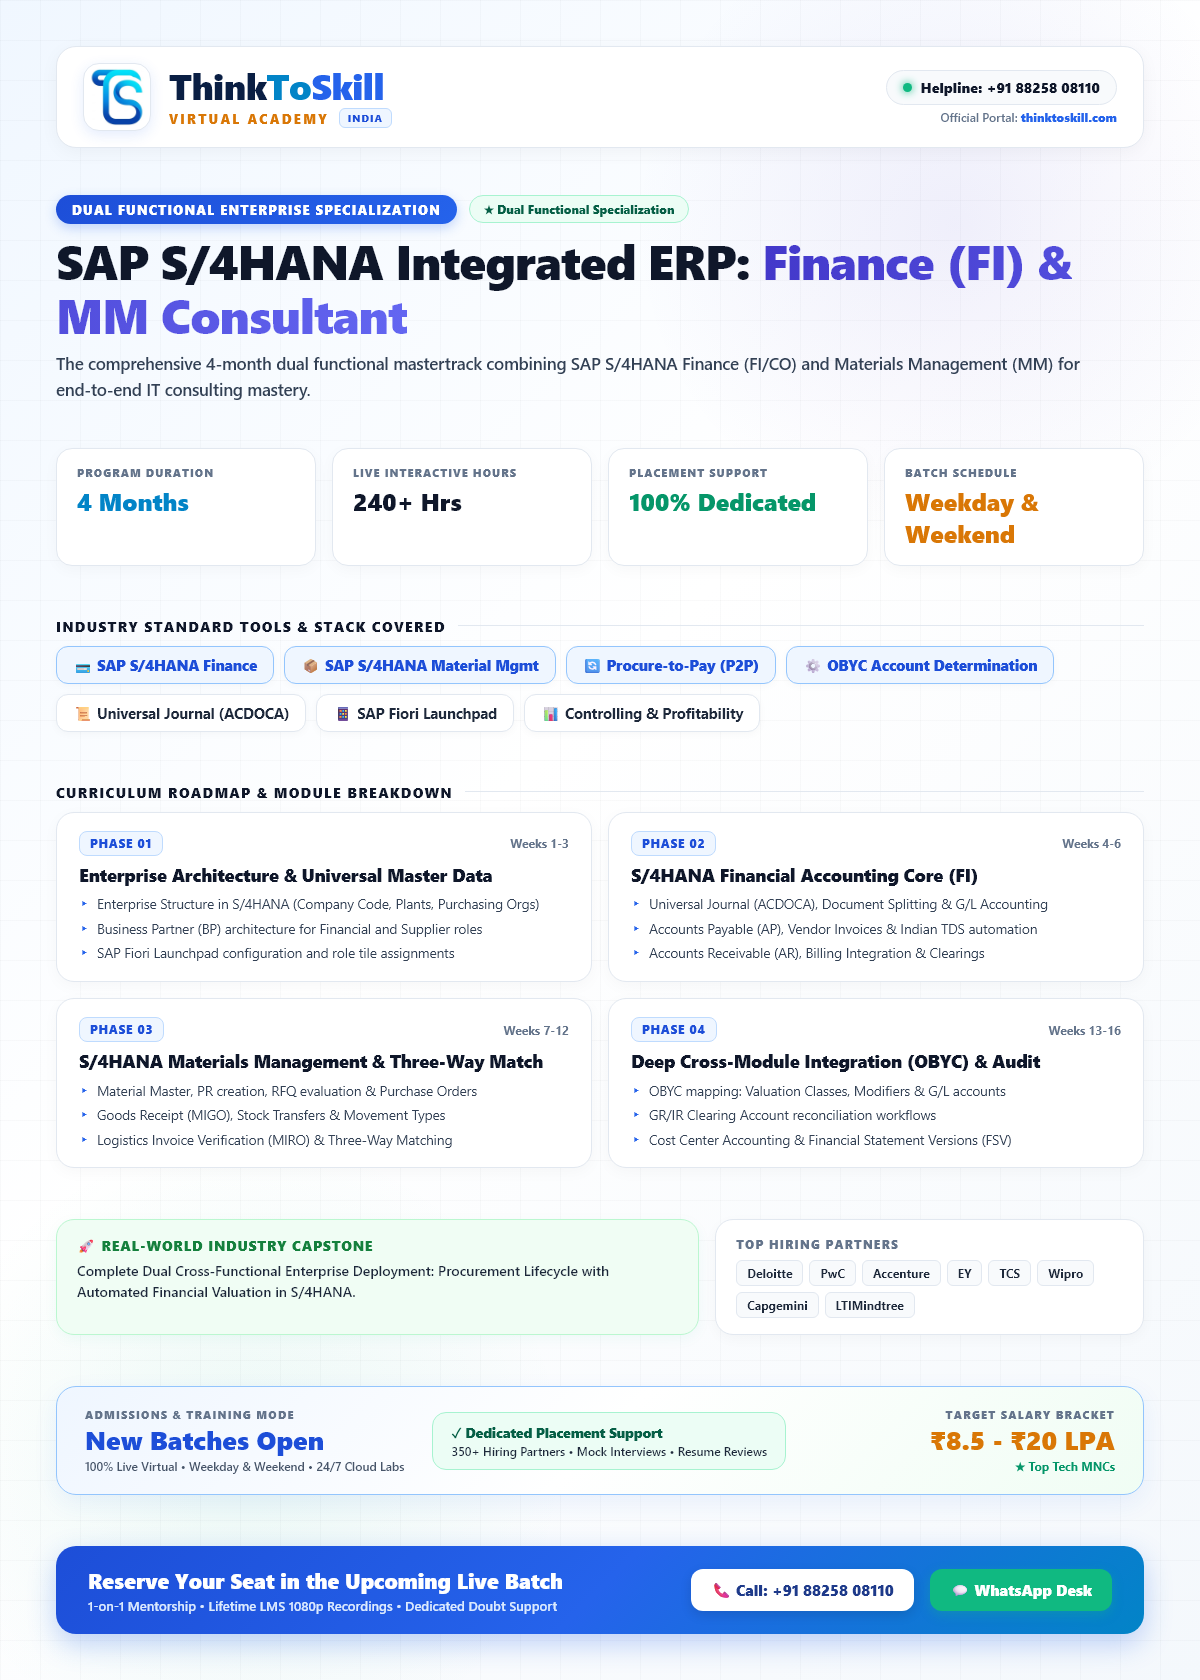 ThinkToSkill
VIRTUAL ACADEMY INDIA
Helpline: +91 88258 08110
Official Portal: thinktoskill.com
DUAL FUNCTIONAL ENTERPRISE SPECIALIZATION
★ Dual Functional Specialization
SAP S/4HANA Integrated ERP: Finance (FI) &
MM Consultant
The comprehensive 4-month dual functional mastertrack combining SAP S/4HANA Finance (FI/CO) and Materials Management (MM) for
end-to-end IT consulting mastery.
PROGRAM DURATION
4 Months
LIVE INTERACTIVE HOURS
240+ Hrs
PLACEMENT SUPPORT
100% Dedicated
BATCH SCHEDULE
Weekday &
Weekend
INDUSTRY STANDARD TOOLS & STACK COVERED
SAP S/4HANA Finance
SAP S/4HANA Material Mgmt
Procure-to-Pay (P2P)
OBYC Account Determination
Universal Journal (ACDOCA)
SAP Fiori Launchpad
Controlling & Profitability
CURRICULUM ROADMAP & MODULE BREAKDOWN
PHASE 01
Weeks 1-3
Enterprise Architecture & Universal Master Data
‣ Enterprise Structure in S/4HANA (Company Code, Plants, Purchasing Orgs)
‣ Business Partner (BP) architecture for Financial and Supplier roles
‣ SAP Fiori Launchpad configuration and role tile assignments
PHASE 02
Weeks 4-6
S/4HANA Financial Accounting Core (FI)
‣ Universal Journal (ACDOCA), Document Splitting & G/L Accounting
‣ Accounts Payable (AP), Vendor Invoices & Indian TDS automation
‣ Accounts Receivable (AR), Billing Integration & Clearings
PHASE 03
Weeks 7-12
S/4HANA Materials Management & Three-Way Match
‣ Material Master, PR creation, RFQ evaluation & Purchase Orders
‣ Goods Receipt (MIGO), Stock Transfers & Movement Types
‣ Logistics Invoice Verification (MIRO) & Three-Way Matching
PHASE 04
Weeks 13-16
Deep Cross-Module Integration (OBYC) & Audit
‣ OBYC mapping: Valuation Classes, Modifiers & G/L accounts
‣ GR/IR Clearing Account reconciliation workflows
‣ Cost Center Accounting & Financial Statement Versions (FSV)
🚀 REAL-WORLD INDUSTRY CAPSTONE
Complete Dual Cross-Functional Enterprise Deployment: Procurement Lifecycle with
Automated Financial Valuation in S/4HANA.
TOP HIRING PARTNERS
Deloitte PwC Accenture EY TCS Wipro
Capgemini LTIMindtree
ADMISSIONS & TRAINING MODE
New Batches Open
100% Live Virtual • Weekday & Weekend • 24/7 Cloud Labs
✓ Dedicated Placement Support
350+ Hiring Partners • Mock Interviews • Resume Reviews
TARGET SALARY BRACKET
₹8.5 - ₹20 LPA
★ Top Tech MNCs
Reserve Your Seat in the Upcoming Live Batch
1-on-1 Mentorship • Lifetime LMS 1080p Recordings • Dedicated Doubt Support
📞 Call: +91 88258 08110
💬 WhatsApp Desk